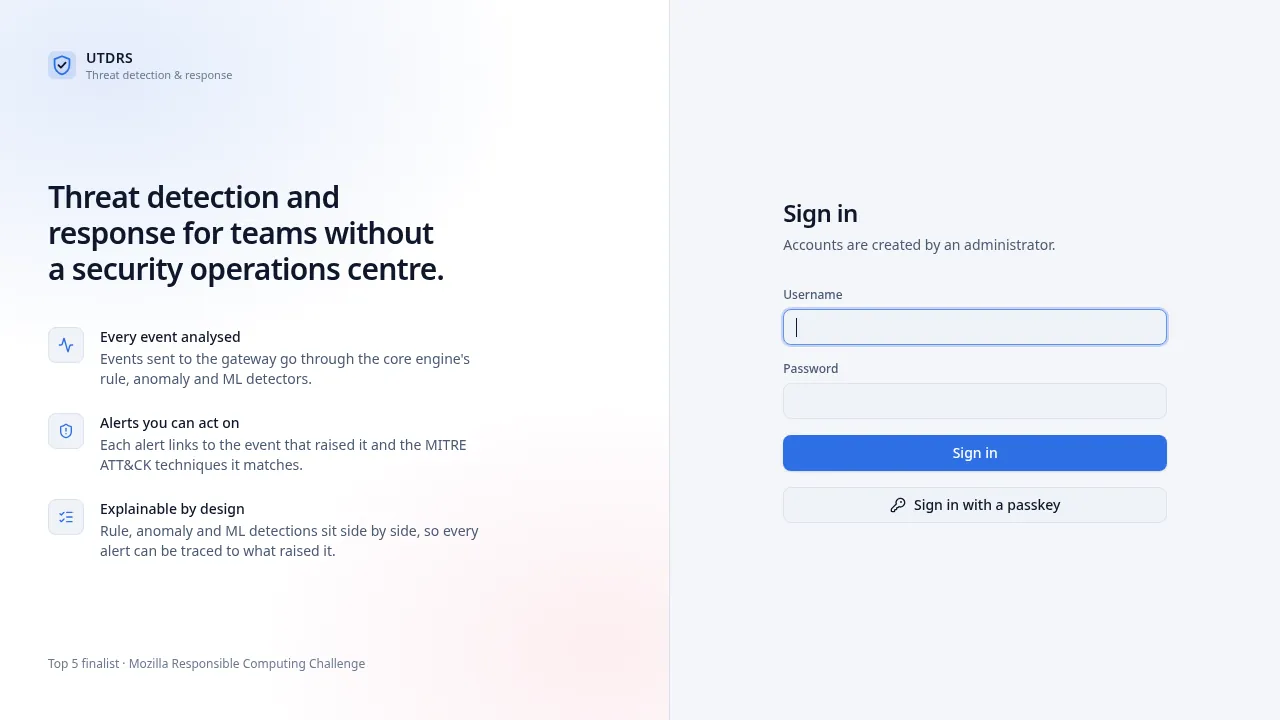 UTDRS
Threat detection & response
Threat detection and
response for teams without
a security operations centre.
Every event analysed
Events sent to the gateway go through the core engine's
rule, anomaly and ML detectors.
Alerts you can act on
Each alert links to the event that raised it and the MITRE
ATT&CK techniques it matches.
Explainable by design
Rule, anomaly and ML detections sit side by side, so every
alert can be traced to what raised it.
Top 5 finalist · Mozilla Responsible Computing Challenge
Sign in
Accounts are created by an administrator.
Username
Password
Sign in
Sign in with a passkey